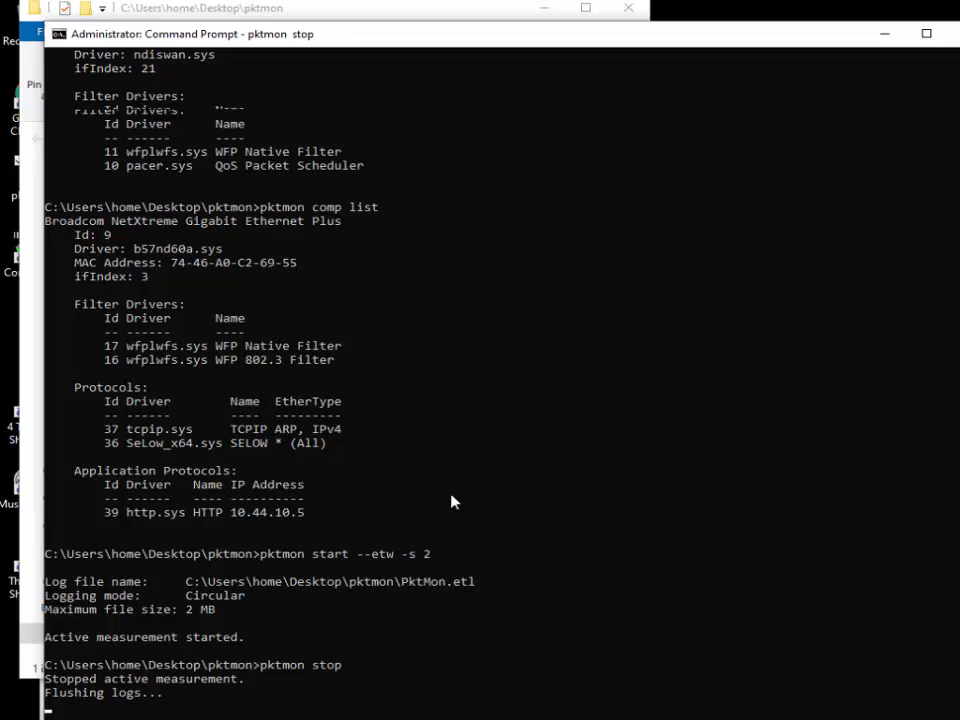 C:\Users\home\Desktop\pktmon
Administrator: Command Prompt - pktmon  stop
Driver: ndiswan.sys
ifIndex: 21
Filter Drivers:
Filter Drivers:
Id Driver      Name
-- ------      ----
11 wfplwfs.sys WFP Native Filter
10 pacer.sys   QoS Packet Scheduler
C:\Users\home\Desktop\pktmon>pktmon comp list
Broadcom NetXtreme Gigabit Ethernet Plus
Id: 9
Driver: b57nd60a.sys
MAC Address: 74-46-A0-C2-69-55
ifIndex: 3
Filter Drivers:
Id Driver      Name
-- ------      ----
17 wfplwfs.sys WFP Native Filter
16 wfplwfs.sys WFP 802.3 Filter
Protocols:
Id Driver        Name  EtherType
-- ------        ----  ---------
37 tcpip.sys     TCPIP ARP, IPv4
36 SeLow_x64.sys SELOW * (All)
Application Protocols:
Id Driver   Name IP Address
-- ------   ---- ----------
39 http.sys HTTP 10.44.10.5
C:\Users\home\Desktop\pktmon>pktmon start --etw -s 2
Log file name:     C:\Users\home\Desktop\pktmon\PktMon.etl
Logging mode:      Circular
Maximum file size: 2 MB
Active measurement started.
C:\Users\home\Desktop\pktmon>pktmon stop
Stopped active measurement.
Flushing logs...
Pin